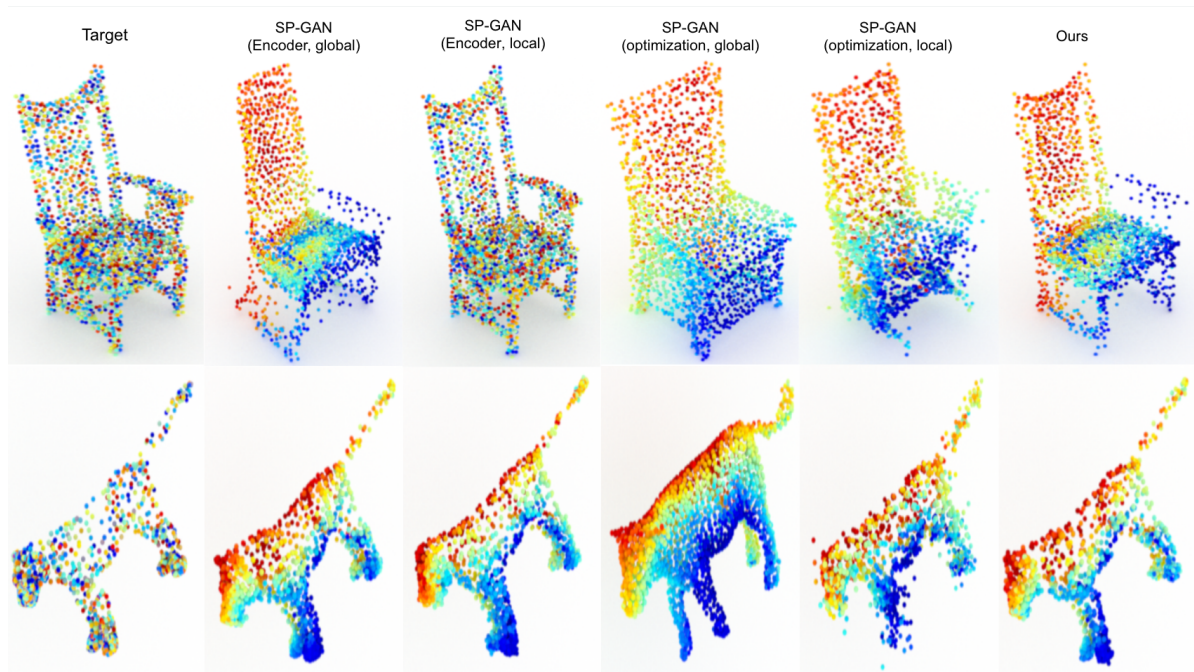 Target
SP-GAN
(Encoder, global)
SP-GAN
(Encoder, local)
SP-GAN
(optimization, global)
SP-GAN
(optimization, local)
Ours